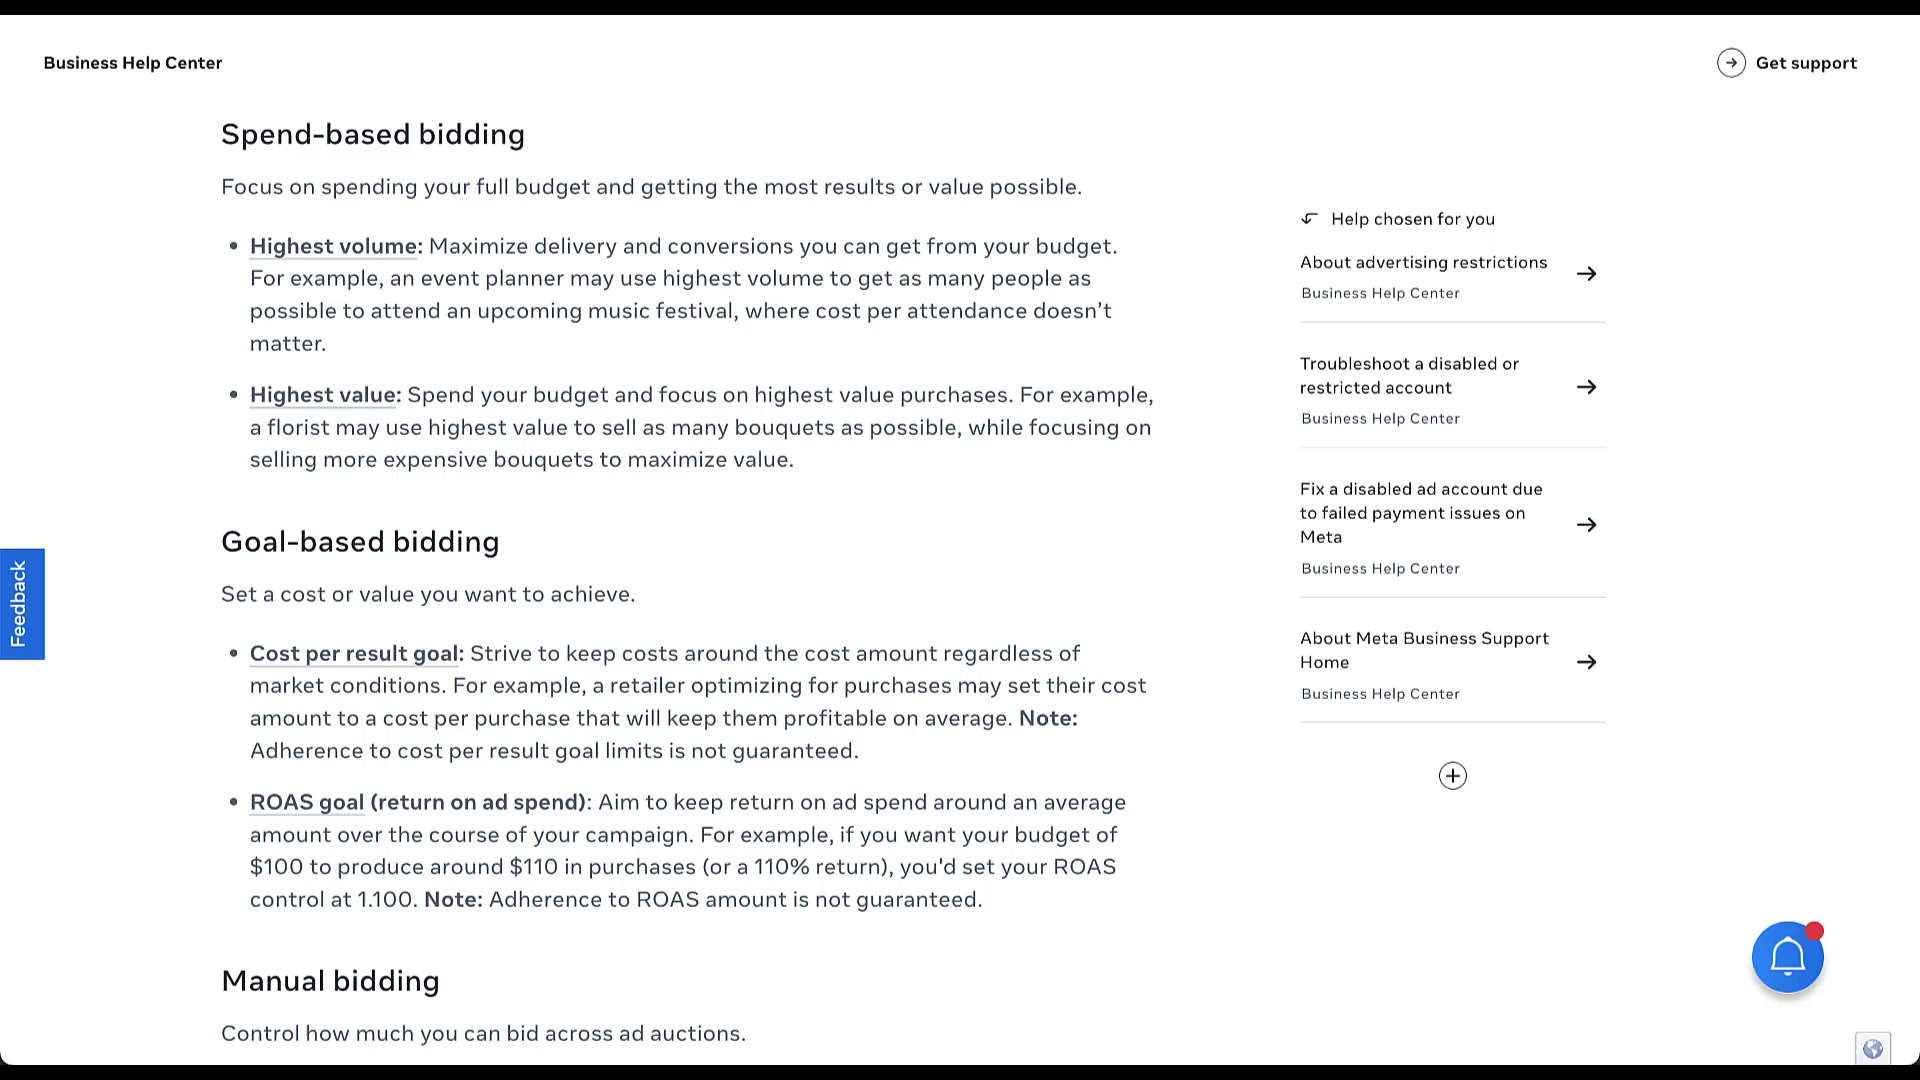 Business Help Center
Get support
Spend-based bidding
Focus on spending your full budget and getting the most results or value possible.
Highest volume: Maximize delivery and conversions you can get from your budget.
For example, an event planner may use highest volume to get as many people as
possible to attend an upcoming music festival, where cost per attendance doesn’t
matter.
Highest value: Spend your budget and focus on highest value purchases. For example,
a florist may use highest value to sell as many bouquets as possible, while focusing on
selling more expensive bouquets to maximize value.
Goal-based bidding
Set a cost or value you want to achieve.
Cost per result goal: Strive to keep costs around the cost amount regardless of
market conditions. For example, a retailer optimizing for purchases may set their cost
amount to a cost per purchase that will keep them profitable on average. Note:
Adherence to cost per result goal limits is not guaranteed.
ROAS goal (return on ad spend): Aim to keep return on ad spend around an average
amount over the course of your campaign. For example, if you want your budget of
$100 to produce around $110 in purchases (or a 110% return), you'd set your ROAS
control at 1.100. Note: Adherence to ROAS amount is not guaranteed.
Manual bidding
Control how much you can bid across ad auctions.
Help chosen for you
About advertising restrictions
Business Help Center
Troubleshoot a disabled or
restricted account
Business Help Center
Fix a disabled ad account due
to failed payment issues on
Meta
Business Help Center
About Meta Business Support
Home
Business Help Center
Feedback